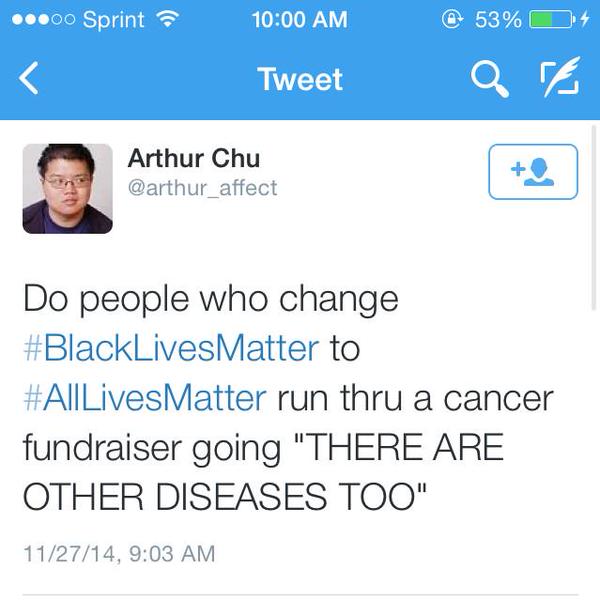 Sprint 10:00 AM 53%
Tweet
Arthur Chu
@arthur_affect
Do people who change
#BlackLivesMatter to
#AllLivesMatter run thru a cancer
fundraiser going "THERE ARE
OTHER DISEASES TOO"
11/27/14, 9:03 AM